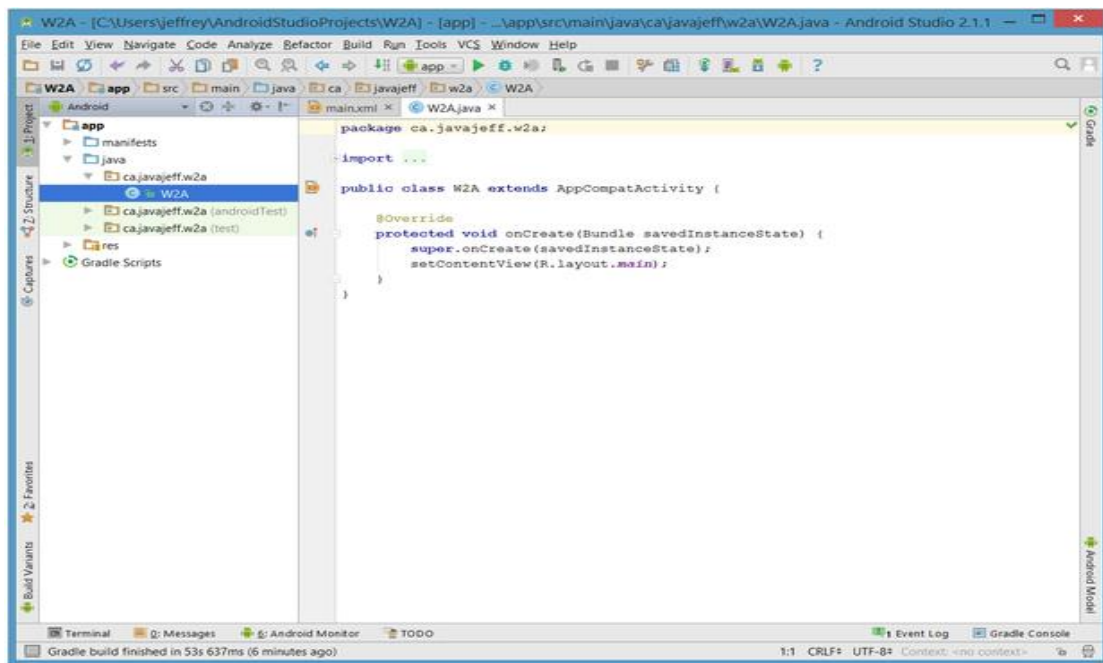 W2A - [C:\Users\jeffrey\AndroidStudioProjects\W2A] - [app] - ...\app\src\main\java\ca\javajeff\w2a\W2A.java - Android Studio 2.1.1
File Edit View Navigate Code Analyze Refactor Build Run Tools VCS Window Help
app
W2A app src main java ca javajeff w2a W2A
1: Project
Z: Structure
Captures
2: Favorites
Build Variants
Android
app
manifests
java
ca.javajeff.w2a
W2A
ca.javajeff.w2a (androidTest)
ca.javajeff.w2a (test)
res
Gradle Scripts
main.xml W2A.java
package ca.javajeff.w2a;
import ...
public class W2A extends AppCompatActivity {
@Override
protected void onCreate(Bundle savedInstanceState) {
super.onCreate(savedInstanceState);
setContentView(R.layout.main);
}
}
Gradle
Android Model
Terminal 0: Messages 6: Android Monitor TODO 1 Event Log Gradle Console
Gradle build finished in 53s 637ms (6 minutes ago) 1:1 CRLF÷ UTF-8÷ Context: <no context>